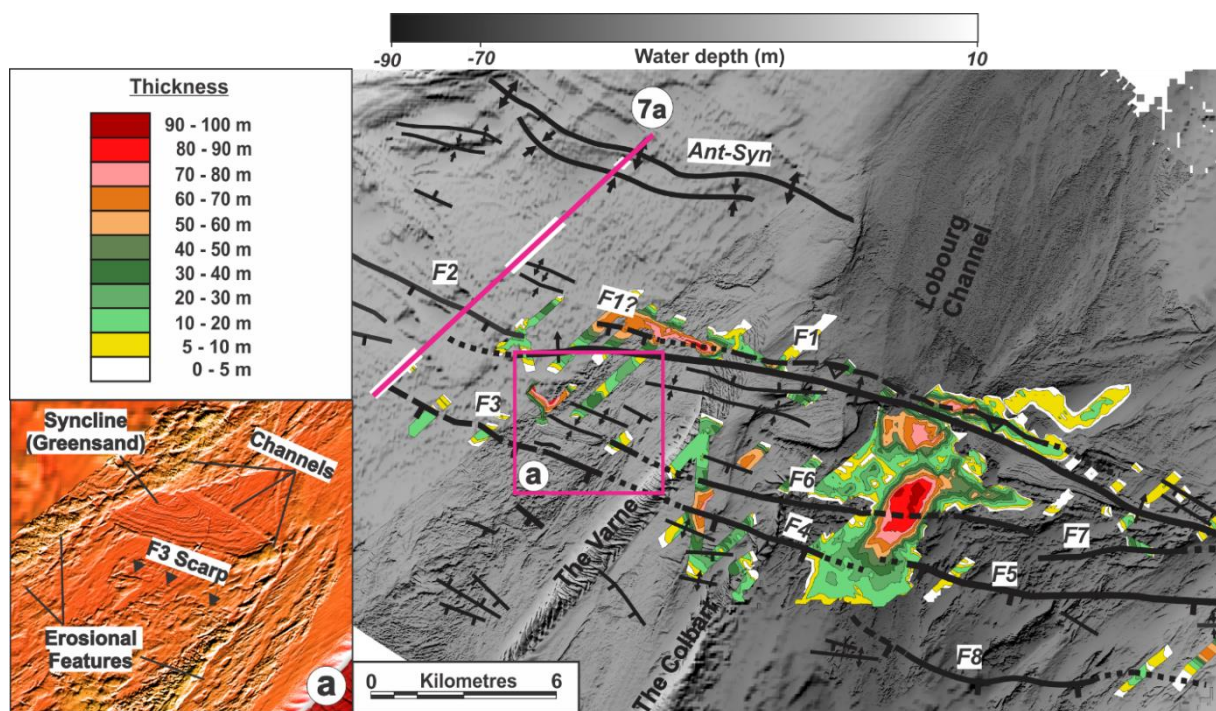 -90
-70
10
Water depth (m)
Thickness
90 - 100 m
80 - 90 m
70 - 80 m
60 - 70 m
50 - 60 m
40 - 50 m
30 - 40 m
20 - 30 m
10 - 20 m
5 - 10 m
0 - 5 m
7a
Ant-Syn
Lobourg
Channel
F2
F1?
F1
F3
a
F6
F4
F7
F5
F8
The Varne
The Colbart
Syncline
(Greensand)
Channels
F3 Scarp
Erosional
Features
a
0 Kilometres 6